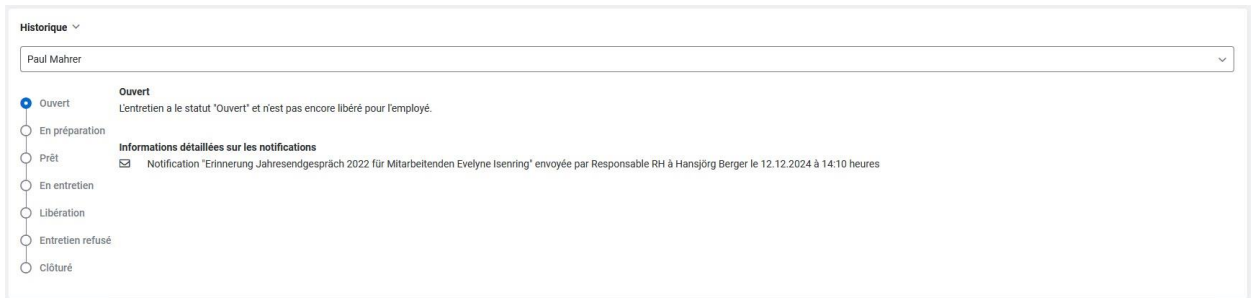 Historique
Paul Mahrer
Ouvert
Ouvert
L'entretien a le statut "Ouvert" et n'est pas encore libéré pour l'employé.
En préparation
Informations détaillées sur les notifications
Prêt
Notification "Erinnerung Jahresendgespräch 2022 für Mitarbeitenden Evelyne Isenring" envoyée par Responsable RH à Hansjörg Berger le 12.12.2024 à 14:10 heures
En entretien
Libération
Entretien refusé
Clôturé